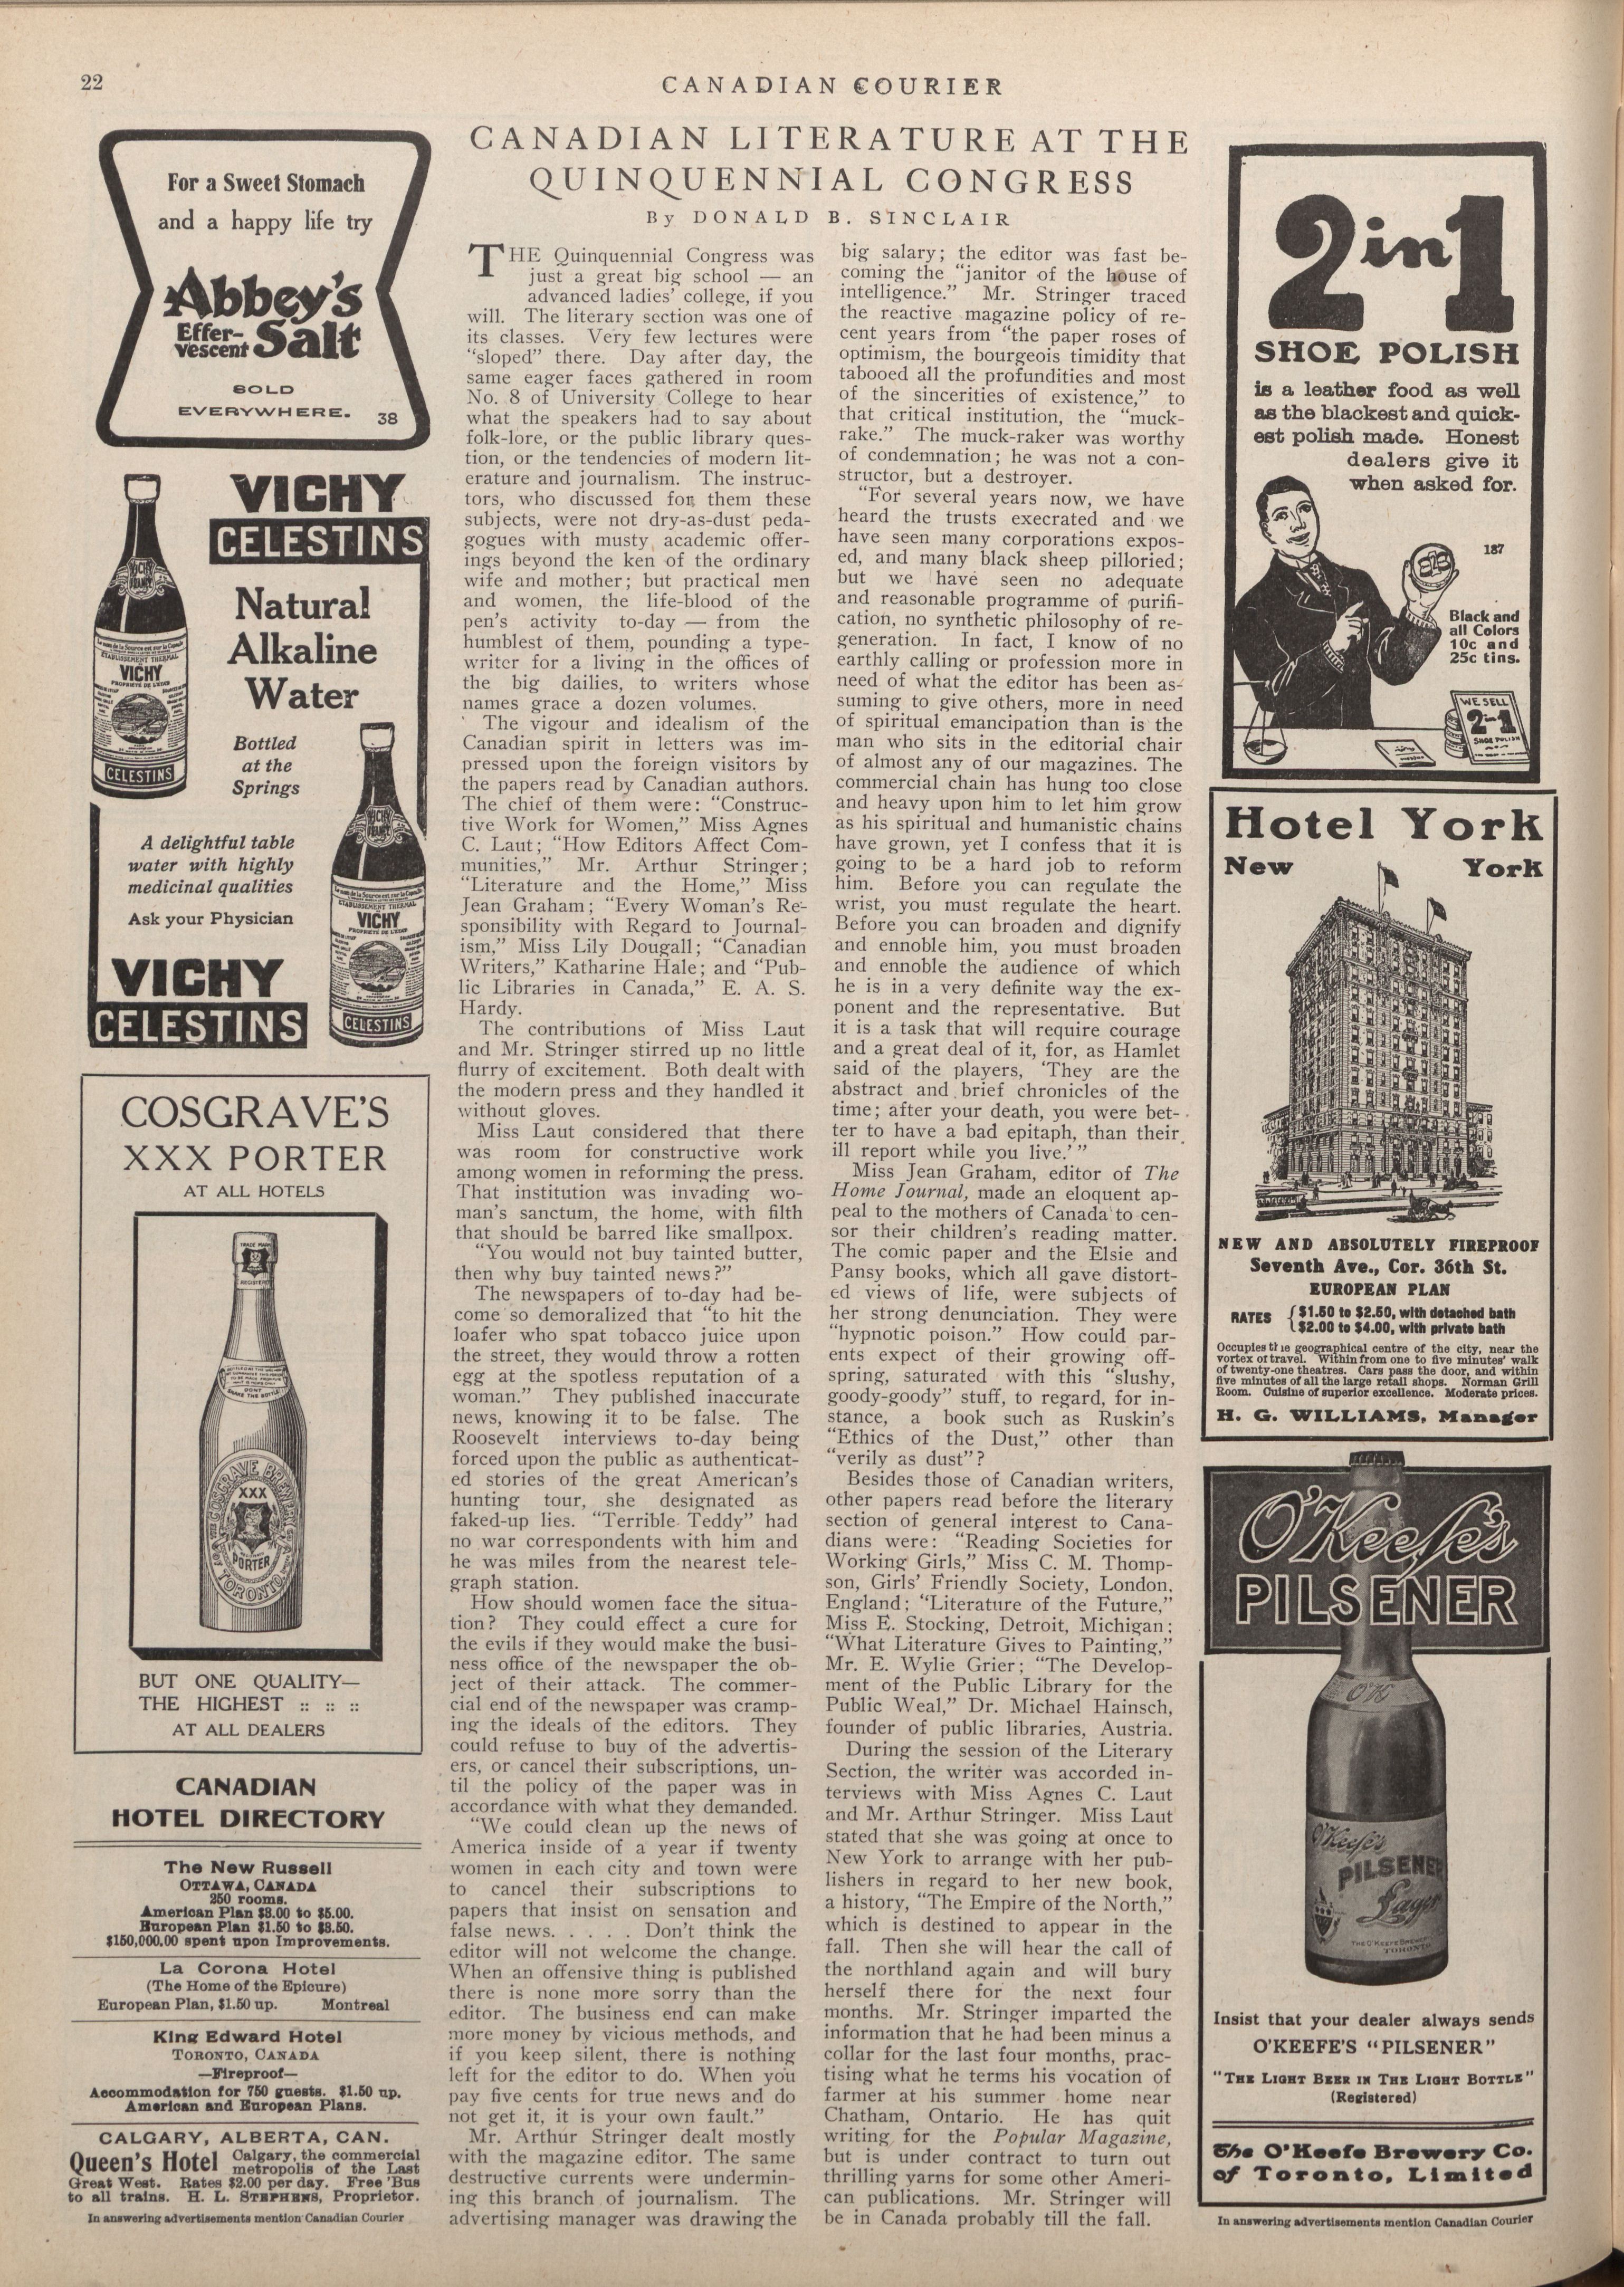 22
CANADIAN COURIER
For a Sweet Stomach
and a happy life try
Abbey's
Effer-
vescent Salt
SOLD
EVERYWHERE. 38
VICHY
CELESTINS
Natural
Alkaline
Water
Bottled
at the
Springs
A delightful table
water with highly
medicinal qualities
Ask your Physician
VICHY
CELESTINS
VICHY
CELESTINS
VICHY
CELESTINS
COSGRAVE'S
XXX PORTER
AT ALL HOTELS
XXX
PORTER
TORONTO
BUT ONE QUALITY—
THE HIGHEST :: :: ::
AT ALL DEALERS
CANADIAN
HOTEL DIRECTORY
The New Russell
OTTAWA, CANADA
250 rooms.
American Plan $3.00 to $5.00.
European Plan $1.50 to $3.50.
$150,000.00 spent upon Improvements.
La Corona Hotel
(The Home of the Epicure)
European Plan, $1.50 up. Montreal
King Edward Hotel
TORONTO, CANADA
—Fireproof—
Accommodation for 750 guests. $1.50 up.
American and European Plans.
CALGARY, ALBERTA, CAN.
Queen's Hotel Calgary, the commercial
metropolis of the Last
Great West. Rates $2.00 per day. Free 'Bus
to all trains. H. L. STEPHENS, Proprietor.
In answering advertisements mention Canadian Courier
CANADIAN LITERATURE AT THE
QUINQUENNIAL CONGRESS
By DONALD B. SINCLAIR
THE Quinquennial Congress was
just a great big school — an
advanced ladies' college, if you
will. The literary section was one of
its classes. Very few lectures were
"sloped" there. Day after day, the
same eager faces gathered in room
No. 8 of University College to hear
what the speakers had to say about
folk-lore, or the public library ques-
tion, or the tendencies of modern lit-
erature and journalism. The instruc-
tors, who discussed for them these
subjects, were not dry-as-dust peda-
gogues with musty academic offer-
ings beyond the ken of the ordinary
wife and mother; but practical men
and women, the life-blood of the
pen's activity to-day — from the
humblest of them, pounding a type-
writer for a living in the offices of
the big dailies, to writers whose
names grace a dozen volumes.
The vigour and idealism of the
Canadian spirit in letters was im-
pressed upon the foreign visitors by
the papers read by Canadian authors.
The chief of them were: "Construc-
tive Work for Women," Miss Agnes
C. Laut; "How Editors Affect Com-
munities," Mr. Arthur Stringer;
"Literature and the Home," Miss
Jean Graham; "Every Woman's Re-
sponsibility with Regard to Journal-
ism," Miss Lily Dougall; "Canadian
Writers," Katharine Hale; and "Pub-
lic Libraries in Canada," E. A. S.
Hardy.
The contributions of Miss Laut
and Mr. Stringer stirred up no little
flurry of excitement. Both dealt with
the modern press and they handled it
without gloves.
Miss Laut considered that there
was room for constructive work
among women in reforming the press.
That institution was invading wo-
man's sanctum, the home, with filth
that should be barred like smallpox.
"You would not buy tainted butter,
then why buy tainted news?"
The newspapers of to-day had be-
come so demoralized that "to hit the
loafer who spat tobacco juice upon
the street, they would throw a rotten
egg at the spotless reputation of a
woman." They published inaccurate
news, knowing it to be false. The
Roosevelt interviews to-day being
forced upon the public as authenticat-
ed stories of the great American's
hunting tour, she designated as
faked-up lies. "Terrible Teddy" had
no war correspondents with him and
he was miles from the nearest tele-
graph station.
How should women face the situa-
tion? They could effect a cure for
the evils if they would make the busi-
ness office of the newspaper the ob-
ject of their attack. The commer-
cial end of the newspaper was cramp-
ing the ideals of the editors. They
could refuse to buy of the advertis-
ers, or cancel their subscriptions, un-
til the policy of the paper was in
accordance with what they demanded.
"We could clean up the news of
America inside of a year if twenty
women in each city and town were
to cancel their subscriptions to
papers that insist on sensation and
false news. . . . . Don't think the
editor will not welcome the change.
When an offensive thing is published
there is none more sorry than the
editor. The business end can make
more money by vicious methods, and
if you keep silent, there is nothing
left for the editor to do. When you
pay five cents for true news and do
not get it, it is your own fault."
Mr. Arthur Stringer dealt mostly
with the magazine editor. The same
destructive currents were undermin-
ing this branch of journalism. The
advertising manager was drawing the
big salary; the editor was fast be-
coming the "janitor of the house of
intelligence." Mr. Stringer traced
the reactive magazine policy of re-
cent years from "the paper roses of
optimism, the bourgeois timidity that
tabooed all the profundities and most
of the sincerities of existence," to
that critical institution, the "muck-
rake." The muck-raker was worthy
of condemnation; he was not a con-
structor, but a destroyer.
"For several years now, we have
heard the trusts execrated and we
have seen many corporations expos-
ed, and many black sheep pilloried;
but we have seen no adequate
and reasonable programme of purifi-
cation, no synthetic philosophy of re-
generation. In fact, I know of no
earthly calling or profession more in
need of what the editor has been as-
suming to give others, more in need
of spiritual emancipation than is the
man who sits in the editorial chair
of almost any of our magazines. The
commercial chain has hung too close
and heavy upon him to let him grow
as his spiritual and humanistic chains
have grown, yet I confess that it is
going to be a hard job to reform
him. Before you can regulate the
wrist, you must regulate the heart.
Before you can broaden and dignify
and ennoble him, you must broaden
and ennoble the audience of which
he is in a very definite way the ex-
ponent and the representative. But
it is a task that will require courage
and a great deal of it, for, as Hamlet
said of the players, 'They are the
abstract and brief chronicles of the
time; after your death, you were bet-
ter to have a bad epitaph, than their
ill report while you live.'"
Miss Jean Graham, editor of The
Home Journal, made an eloquent ap-
peal to the mothers of Canada to cen-
sor their children's reading matter.
The comic paper and the Elsie and
Pansy books, which all gave distort-
ed views of life, were subjects of
her strong denunciation. They were
"hypnotic poison." How could par-
ents expect of their growing off-
spring, saturated with this "slushy,
goody-goody" stuff, to regard, for in-
stance, a book such as Ruskin's
"Ethics of the Dust," other than
"verily as dust"?
Besides those of Canadian writers,
other papers read before the literary
section of general interest to Cana-
dians were: "Reading Societies for
Working Girls," Miss C. M. Thomp-
son, Girls' Friendly Society, London,
England; "Literature of the Future,"
Miss E. Stocking, Detroit, Michigan;
"What Literature Gives to Painting,"
Mr. E. Wylie Grier; "The Develop-
ment of the Public Library for the
Public Weal," Dr. Michael Hainsch,
founder of public libraries, Austria.
During the session of the Literary
Section, the writer was accorded in-
terviews with Miss Agnes C. Laut
and Mr. Arthur Stringer. Miss Laut
stated that she was going at once to
New York to arrange with her pub-
lishers in regard to her new book,
a history, "The Empire of the North,"
which is destined to appear in the
fall. Then she will hear the call of
the northland again and will bury
herself there for the next four
months. Mr. Stringer imparted the
information that he had been minus a
collar for the last four months, prac-
tising what he terms his vocation of
farmer at his summer home near
Chatham, Ontario. He has quit
writing for the Popular Magazine,
but is under contract to turn out
thrilling yarns for some other Ameri-
can publications. Mr. Stringer will
be in Canada probably till the fall.
2 in 1
SHOE POLISH
is a leather food as well
as the blackest and quick-
est polish made. Honest
dealers give it
when asked for.
187
Black and
all Colors
10c and
25c tins.
WE SELL
2 in 1
SHOE POLISH
Hotel York
New York
NEW AND ABSOLUTELY FIREPROOF
Seventh Ave., Cor. 36th St.
EUROPEAN PLAN
RATES { $1.50 to $2.50, with detached bath
$2.00 to $4.00, with private bath
Occupies the geographical centre of the city, near the
vortex of travel. Within from one to five minutes' walk
of twenty-one theatres. Cars pass the door, and within
five minutes of all the large retail shops. Norman Grill
Room. Cuisine of superior excellence. Moderate prices.
H. G. WILLIAMS, Manager
O'Keefe's
PILSENER
OK
O'Keefe's
PILSENER
Lager
THE O'KEEFE BREWERY
TORONTO
Insist that your dealer always sends
O'KEEFE'S "PILSENER"
"THE LIGHT BEER IN THE LIGHT BOTTLE"
(Registered)
The O'Keefe Brewery Co.
of Toronto, Limited
In answering advertisements mention Canadian Courier